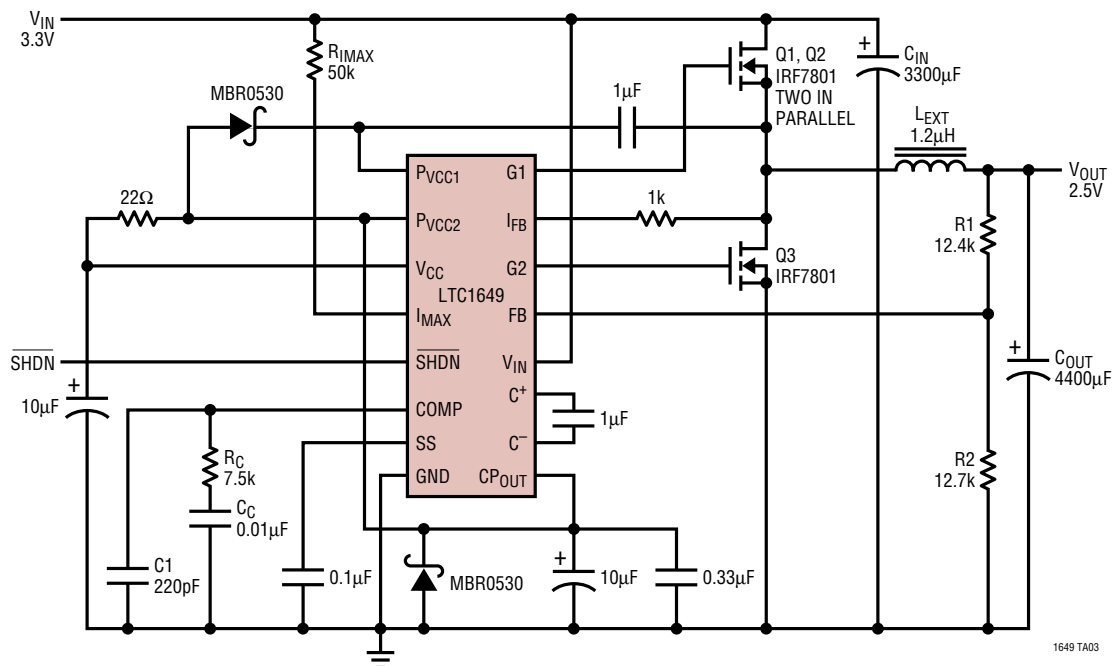 VIN
3.3V
RIMAX
50k
MBR0530
1µF
Q1, Q2
IRF7801
TWO IN
PARALLEL
+
CIN
3300µF
LEXT
1.2µH
VOUT
2.5V
22Ω
PVCC1
G1
PVCC2
IFB
1k
R1
12.4k
VCC
G2
Q3
IRF7801
LTC1649
IMAX
FB
SHDN
SHDN
VIN
+
COUT
4400µF
+
10µF
COMP
C+
C–
1µF
SS
RC
7.5k
GND
CPOUT
R2
12.7k
CC
0.01µF
C1
220pF
0.1µF
MBR0530
+
10µF
0.33µF
1649 TA03